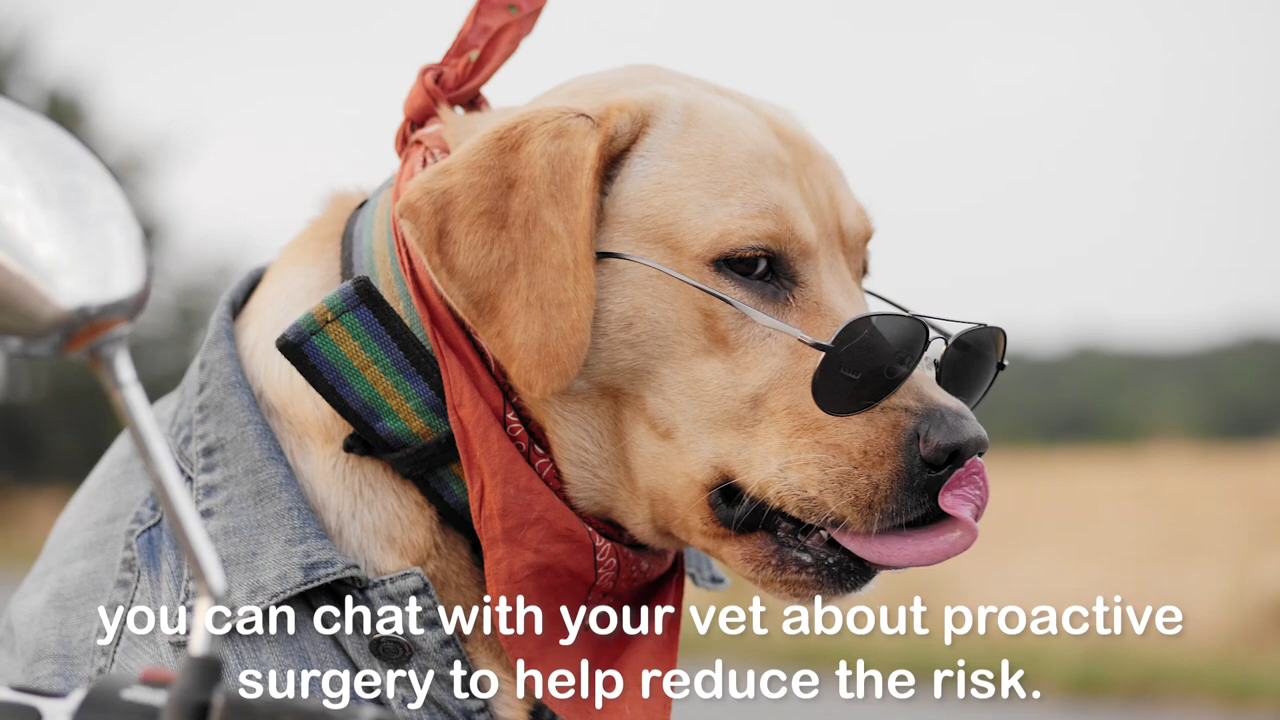 you can chat with your vet about proactive
surgery to help reduce the risk.